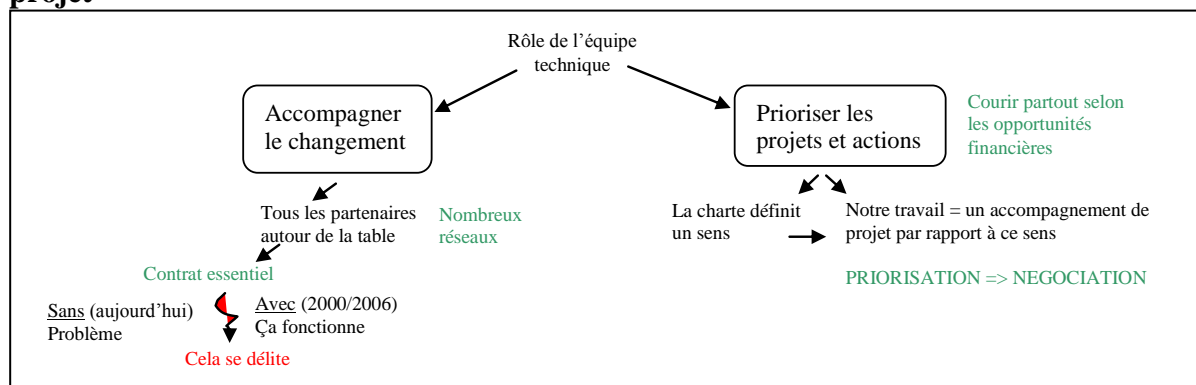 projet
Rôle de l’équipe
technique
Accompagner
le changement
Prioriser les
projets et actions
Courir partout selon
les opportunités
financières
Tous les partenaires
autour de la table
Nombreux
réseaux
La charte définit
un sens
Notre travail = un accompagnement de
projet par rapport à ce sens
Contrat essentiel
PRIORISATION => NEGOCIATION
Sans (aujourd’hui)
Problème
Avec (2000/2006)
Ça fonctionne
Cela se délite